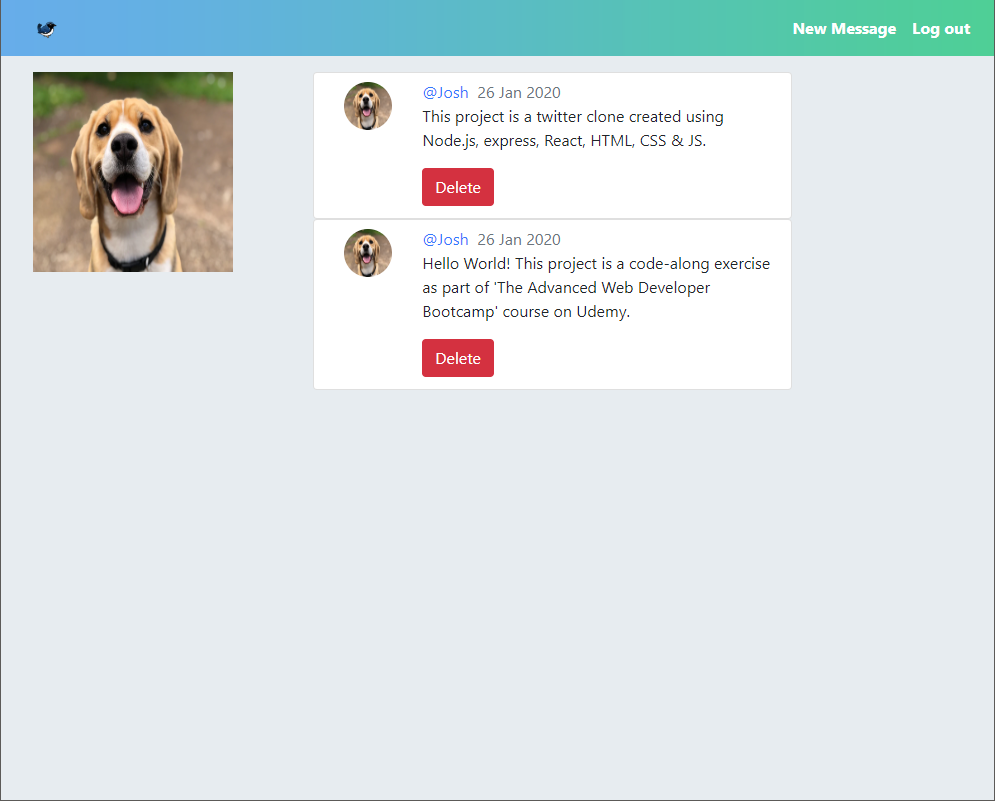 New Message Log out
@Josh 26 Jan 2020
This project is a twitter clone created using
Node.js, express, React, HTML, CSS & JS.
Delete
@Josh 26 Jan 2020
Hello World! This project is a code-along exercise
as part of 'The Advanced Web Developer
Bootcamp' course on Udemy.
Delete